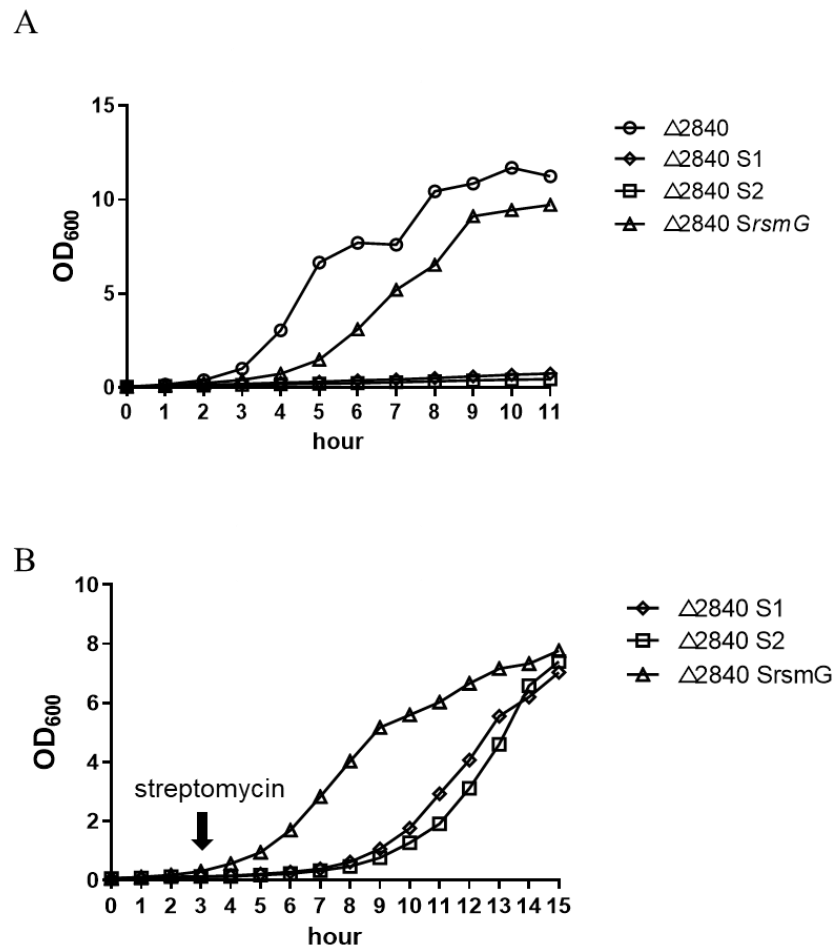 A
15
10
5
0
OD600
0 1 2 3 4 5 6 7 8 9 10 11
hour
△2840
△2840 S1
△2840 S2
△2840 SrsmG
B
10
8
6
4
2
0
OD600
streptomycin
0 1 2 3 4 5 6 7 8 9 10 11 12 13 14 15
hour
△2840 S1
△2840 S2
△2840 SrsmG